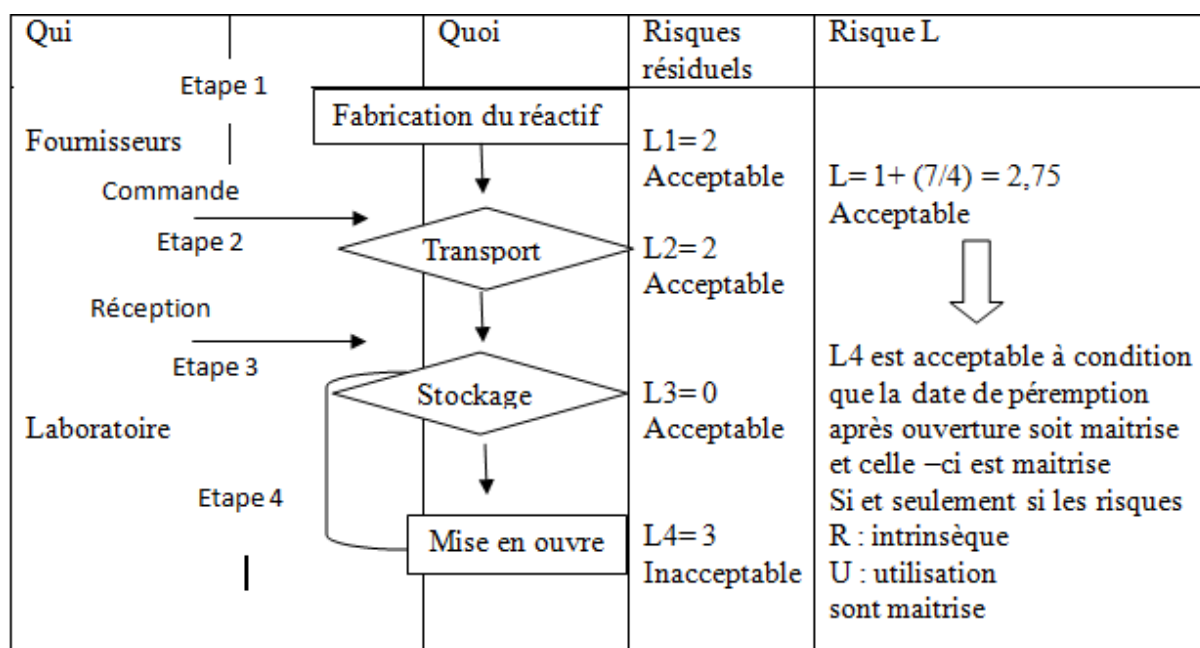 Qui
Quoi
Risques
résiduels
Risque L
Etape 1
Fabrication du réactif
Fournisseurs
L1= 2
Acceptable
L= 1+ (7/4) = 2,75
Acceptable
Commande
Etape 2
Transport
L2= 2
Acceptable
Réception
Etape 3
Stockage
L3= 0
Acceptable
L4 est acceptable à condition
que la date de péremption
après ouverture soit maitrise
et celle –ci est maitrise
Si et seulement si les risques
R : intrinsèque
U : utilisation
sont maitrise
Laboratoire
Etape 4
Mise en ouvre
L4= 3
Inacceptable